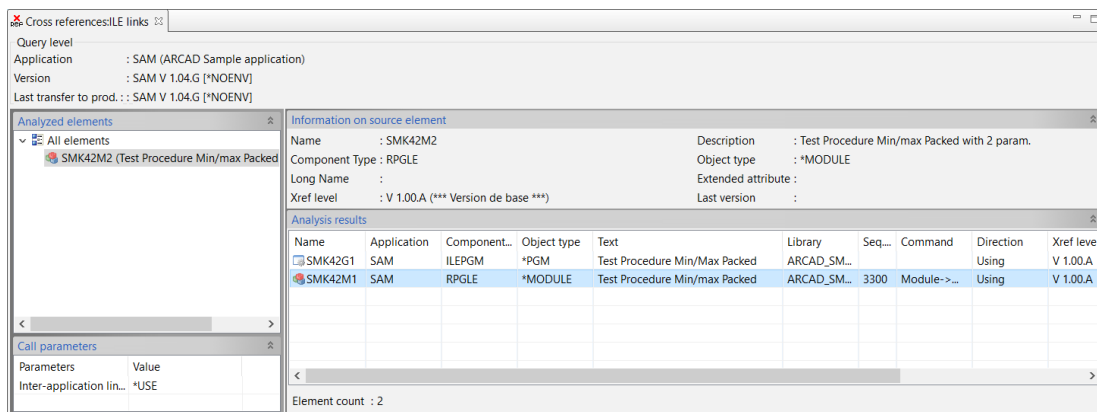 Cross references:ILE links
Query level
Application : SAM (ARCAD Sample application)
Version : SAM V 1.04.G [*NOENV]
Last transfer to prod. : : SAM V 1.04.G [*NOENV]
Analyzed elements
All elements
SMK42M2 (Test Procedure Min/max Packed
Call parameters
Parameters Value
Inter-application lin... *USE
Information on source element
Name : SMK42M2 Description : Test Procedure Min/max Packed with 2 param.
Component Type : RPGLE Object type : *MODULE
Long Name : Extended attribute :
Xref level : V 1.00.A (*** Version de base ***) Last version :
Analysis results
Name Application Component... Object type Text Library Seq.... Command Direction Xref leve
SMK42G1 SAM ILEPGM *PGM Test Procedure Min/Max Packed ARCAD_SM... Using V 1.00.A
SMK42M1 SAM RPGLE *MODULE Test Procedure Min/max Packed ARCAD_SM... 3300 Module->... Using V 1.00.A
Element count : 2